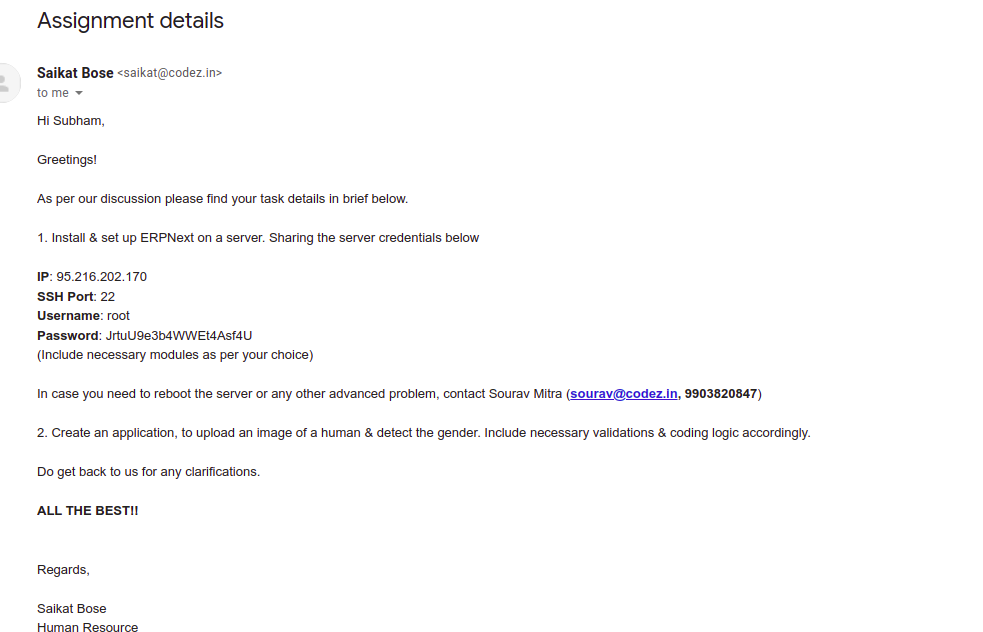 Assignment details
Saikat Bose <saikat@codez.in>
to me
Hi Subham,
Greetings!
As per our discussion please find your task details in brief below.
1. Install & set up ERPNext on a server. Sharing the server credentials below
IP: 95.216.202.170
SSH Port: 22
Username: root
Password: JrtuU9e3b4WWEt4Asf4U
(Include necessary modules as per your choice)
In case you need to reboot the server or any other advanced problem, contact Sourav Mitra (sourav@codez.in, 9903820847)
2. Create an application, to upload an image of a human & detect the gender. Include necessary validations & coding logic accordingly.
Do get back to us for any clarifications.
ALL THE BEST!!
Regards,
Saikat Bose
Human Resource